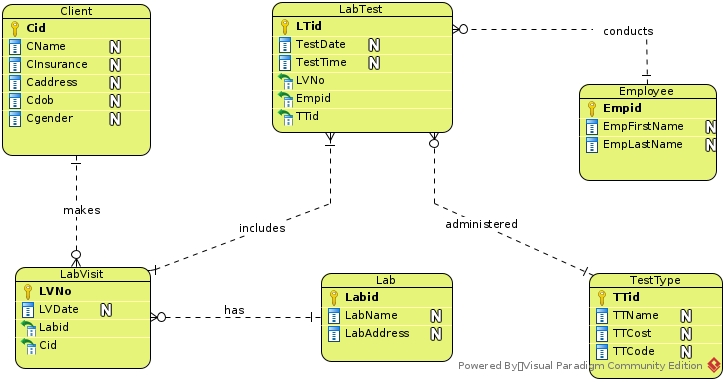 Client
Cid
CName N
CInsurance N
Caddress N
Cdob N
Cgender N
LabTest
LTid
TestDate N
TestTime N
LVNo
Empid
TTid
conducts
Employee
Empid
EmpFirstName N
EmpLastName N
makes
includes
administered
LabVisit
LVNo
LVDate N
Labid
Cid
has
Lab
Labid
LabName N
LabAddress N
TestType
TTid
TTName N
TTCost N
TTCode N
Powered By▯Visual Paradigm Community Edition